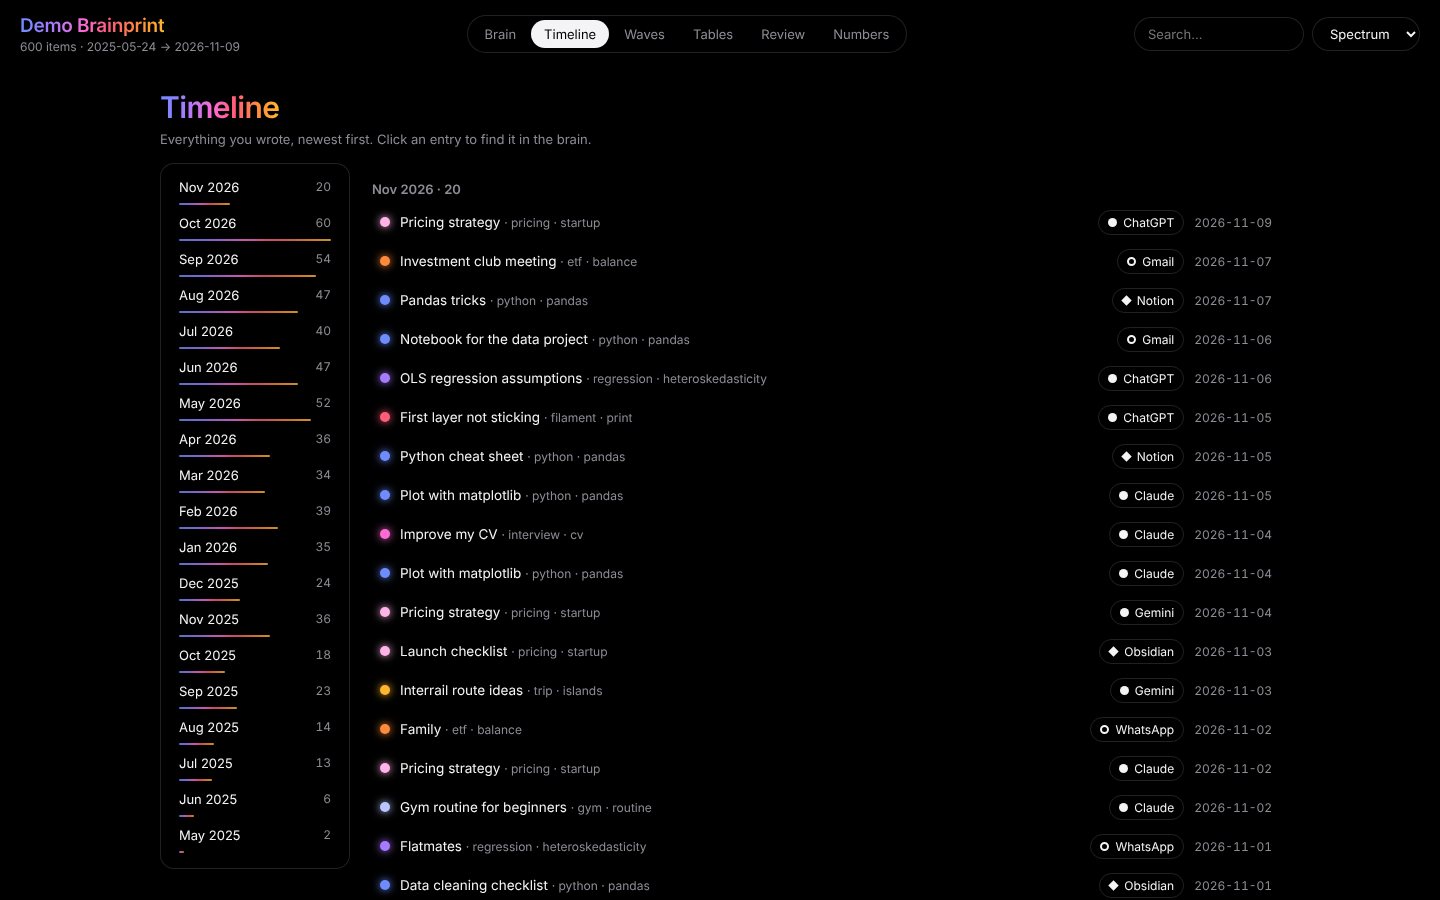 Demo Brainprint
600 items · 2025-05-24 → 2026-11-09
Brain Timeline Waves Tables Review Numbers
Search...
Spectrum
Timeline
Everything you wrote, newest first. Click an entry to find it in the brain.
Nov 2026 20
Oct 2026 60
Sep 2026 54
Aug 2026 47
Jul 2026 40
Jun 2026 47
May 2026 52
Apr 2026 36
Mar 2026 34
Feb 2026 39
Jan 2026 35
Dec 2025 24
Nov 2025 36
Oct 2025 18
Sep 2025 23
Aug 2025 14
Jul 2025 13
Jun 2025 6
May 2025 2
Nov 2026 · 20
Pricing strategy · pricing · startup ChatGPT 2026-11-09
Investment club meeting · etf · balance Gmail 2026-11-07
Pandas tricks · python · pandas Notion 2026-11-07
Notebook for the data project · python · pandas Gmail 2026-11-06
OLS regression assumptions · regression · heteroskedasticity ChatGPT 2026-11-06
First layer not sticking · filament · print ChatGPT 2026-11-05
Python cheat sheet · python · pandas Notion 2026-11-05
Plot with matplotlib · python · pandas Claude 2026-11-05
Improve my CV · interview · cv Claude 2026-11-04
Plot with matplotlib · python · pandas Claude 2026-11-04
Pricing strategy · pricing · startup Gemini 2026-11-04
Launch checklist · pricing · startup Obsidian 2026-11-03
Interrail route ideas · trip · islands Gemini 2026-11-03
Family · etf · balance WhatsApp 2026-11-02
Pricing strategy · pricing · startup Claude 2026-11-02
Gym routine for beginners · gym · routine Claude 2026-11-02
Flatmates · regression · heteroskedasticity WhatsApp 2026-11-01
Data cleaning checklist · python · pandas Obsidian 2026-11-01